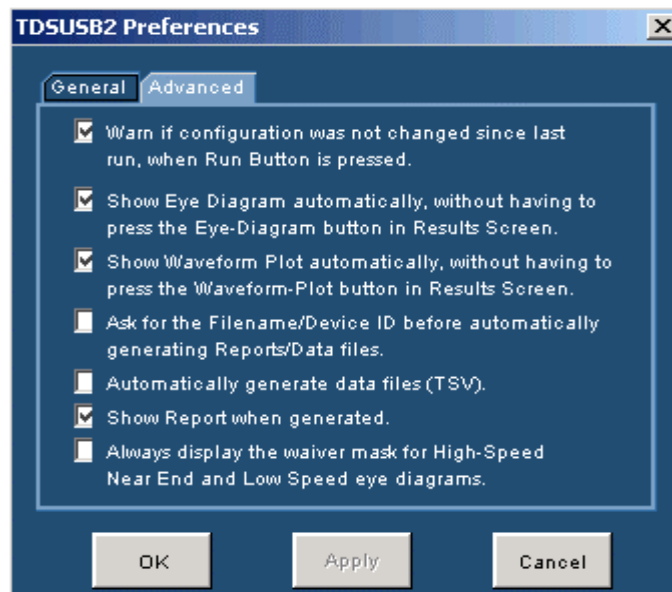 TDSUSB2 Preferences
General Advanced
Warn if configuration was not changed since last
run, when Run Button is pressed.
Show Eye Diagram automatically, without having to
press the Eye-Diagram button in Results Screen.
Show Waveform Plot automatically, without having to
press the Waveform-Plot button in Results Screen.
Ask for the Filename/Device ID before automatically
generating Reports/Data files.
Automatically generate data files (TSV).
Show Report when generated.
Always display the waiver mask for High-Speed
Near End and Low Speed eye diagrams.
OK Apply Cancel